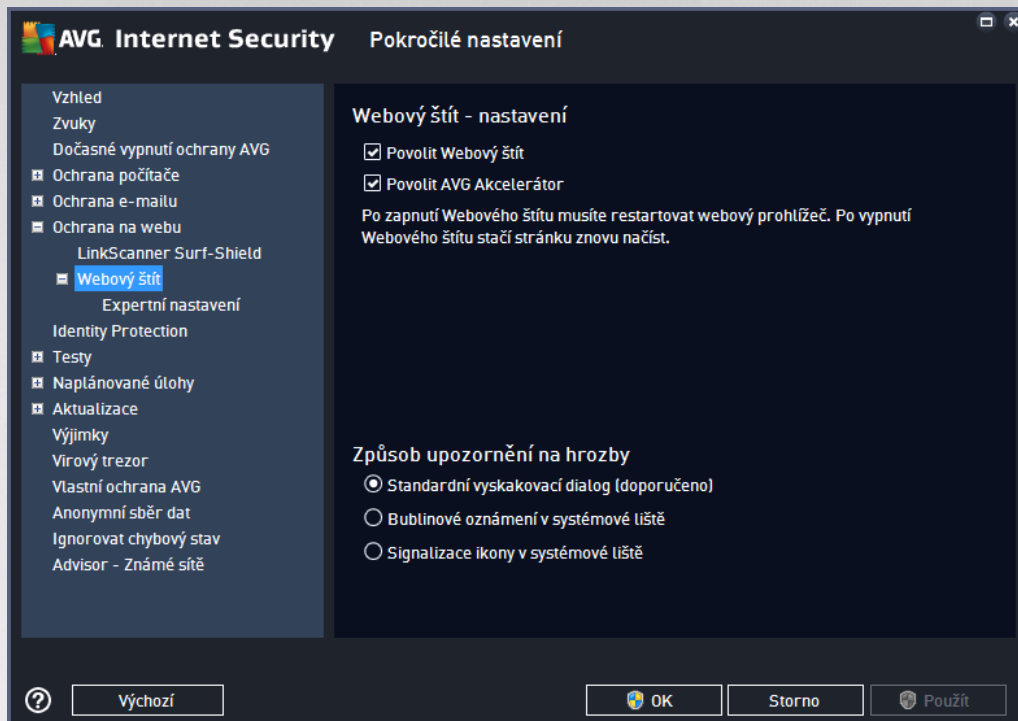 AVG Internet Security Pokročilé nastavení
Vzhled
Zvuky
Dočasné vypnutí ochrany AVG
Ochrana počítače
Ochrana e-mailu
Ochrana na webu
LinkScanner Surf-Shield
Webový štít
Expertní nastavení
Identity Protection
Testy
Naplánované úlohy
Aktualizace
Výjimky
Virový trezor
Vlastní ochrana AVG
Anonymní sběr dat
Ignorovat chybový stav
Advisor - Známé sítě
Webový štít - nastavení
Povolit Webový štít
Povolit AVG Akcelerátor
Po zapnutí Webového štítu musíte restartovat webový prohlížeč. Po vypnutí
Webového štítu stačí stránku znovu načíst.
Způsob upozornění na hrozby
Standardní vyskakovací dialog (doporučeno)
Bublinové oznámení v systémové liště
Signalizace ikony v systémové liště
? Výchozí OK Storno Použít